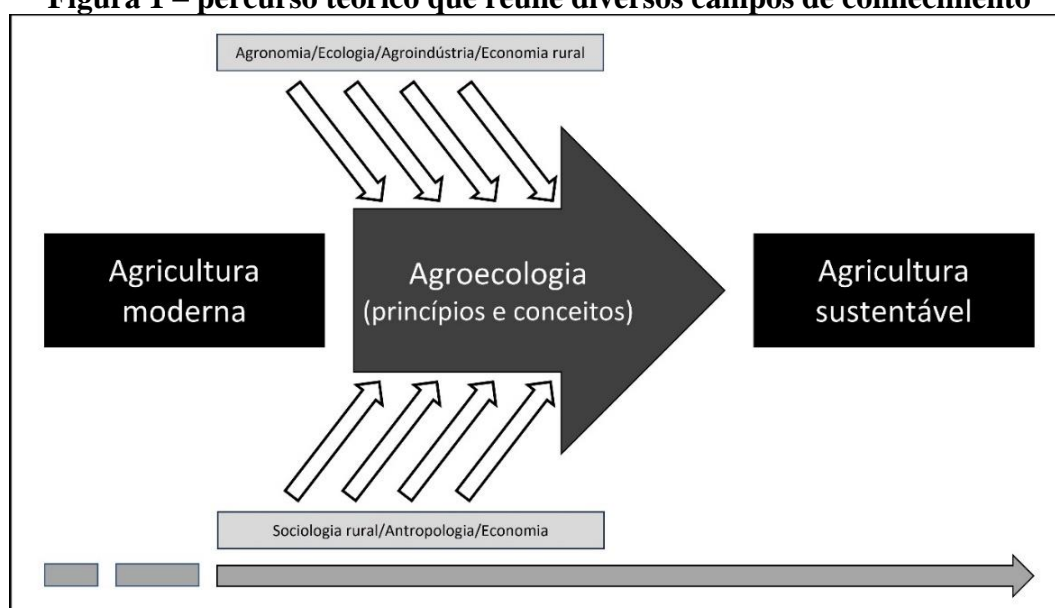 Figura 1 – percurso teórico que reúne diversos campos de conhecimento
Agronomia/Ecologia/Agroindústria/Economia rural
Agricultura
moderna
Agroecologia
(princípios e conceitos)
Agricultura
sustentável
Sociologia rural/Antropologia/Economia